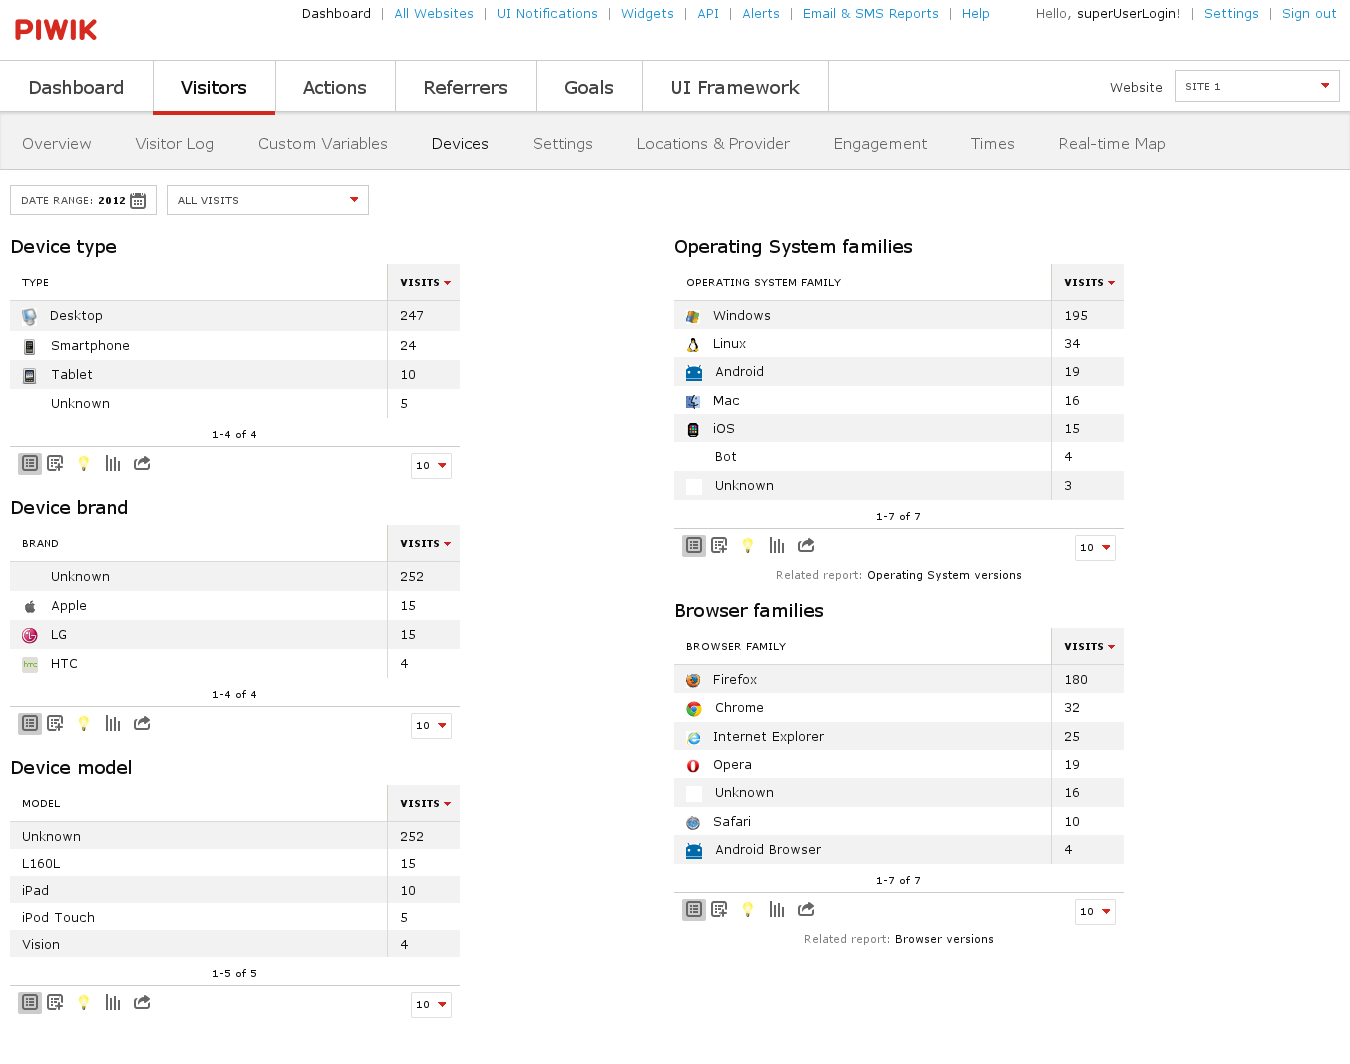 Dashboard | All Websites | UI Notifications | Widgets | API | Alerts | Email & SMS Reports | Help
Hello, superUserLogin! | Settings | Sign out
PIWIK
Dashboard Visitors Actions Referrers Goals UI Framework
Website SITE 1
Overview Visitor Log Custom Variables Devices Settings Locations & Provider Engagement Times Real-time Map
DATE RANGE: 2012
ALL VISITS
Device type
TYPE VISITS
Desktop 247
Smartphone 24
Tablet 10
Unknown 5
1-4 of 4
10
Device brand
BRAND VISITS
Unknown 252
Apple 15
LG 15
hTC HTC 4
1-4 of 4
10
Device model
MODEL VISITS
Unknown 252
L160L 15
iPad 10
iPod Touch 5
Vision 4
1-5 of 5
10
Operating System families
OPERATING SYSTEM FAMILY VISITS
Windows 195
Linux 34
Android 19
Mac 16
iOS 15
Bot 4
Unknown 3
1-7 of 7
10
Related report: Operating System versions
Browser families
BROWSER FAMILY VISITS
Firefox 180
Chrome 32
Internet Explorer 25
Opera 19
Unknown 16
Safari 10
Android Browser 4
1-7 of 7
10
Related report: Browser versions